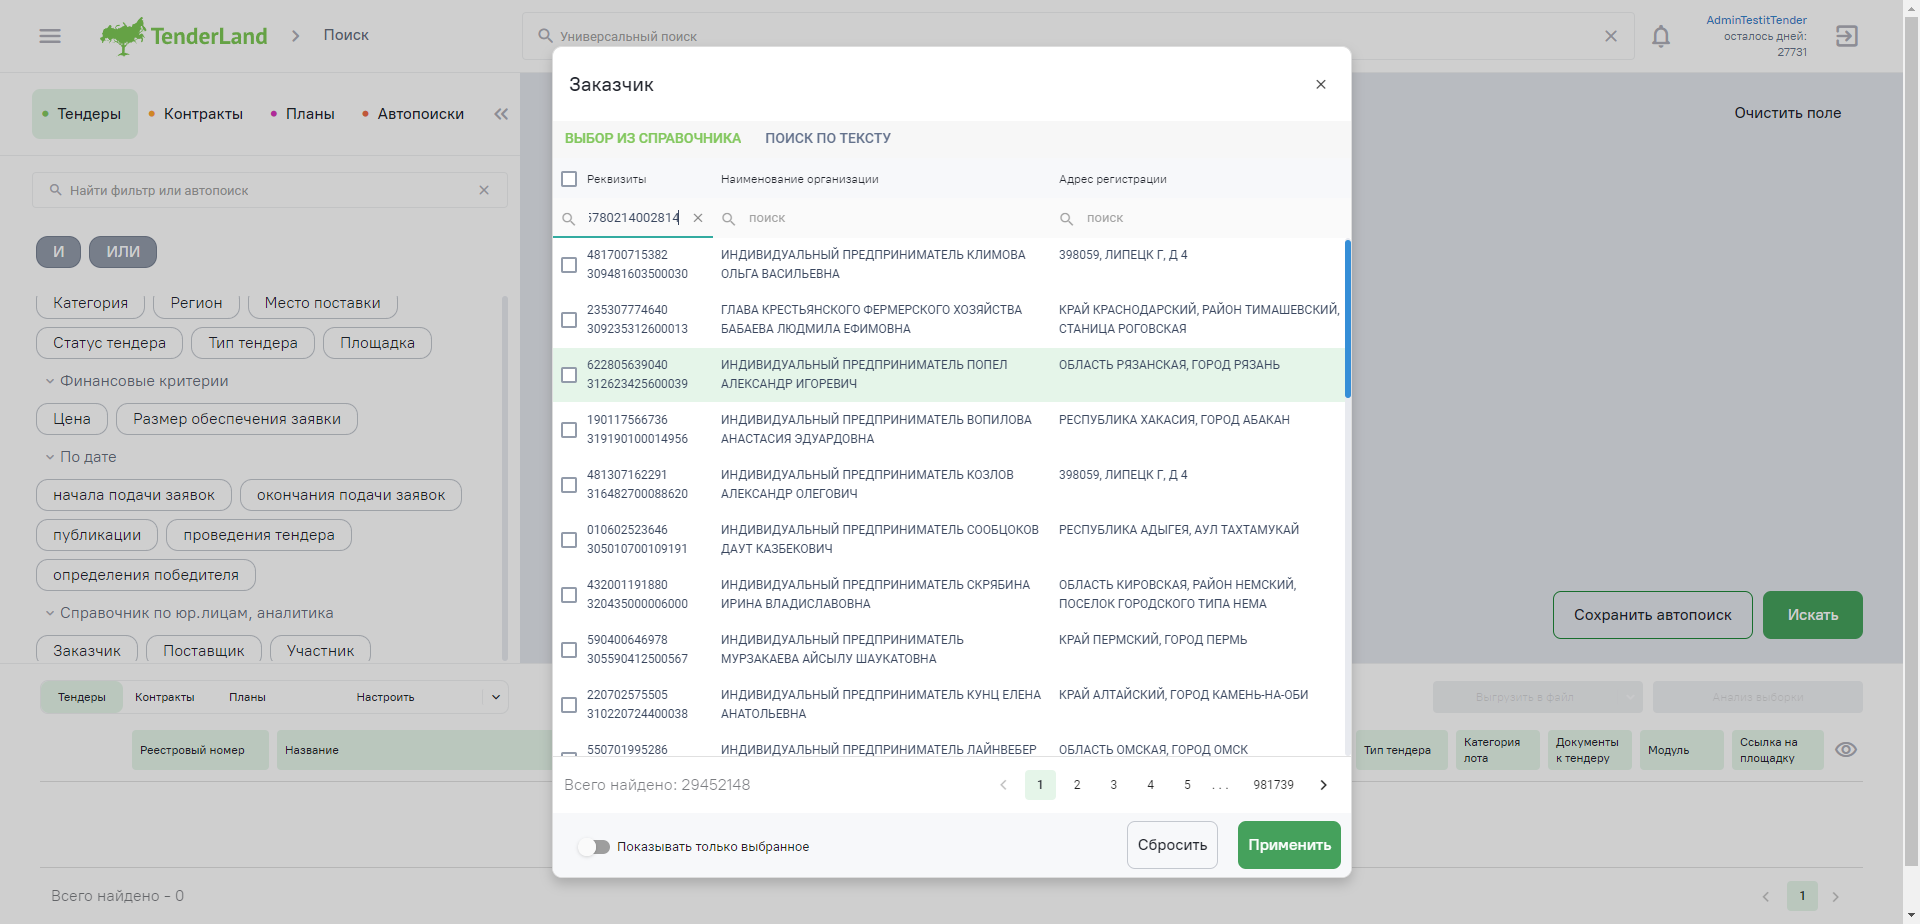 TenderLand
Поиск
Универсальный поиск
AdminTestitTender
осталось дней:
27731
Тендеры
Контракты
Планы
Автопоиски
Очистить поле
Найти фильтр или автопоиск
И
ИЛИ
Категория
Регион
Место поставки
Статус тендера
Тип тендера
Площадка
Финансовые критерии
Цена
Размер обеспечения заявки
По дате
начала подачи заявок
окончания подачи заявок
публикации
проведения тендера
определения победителя
Справочник по юр.лицам, аналитика
Заказчик
Поставщик
Участник
Заказчик
ВЫБОР ИЗ СПРАВОЧНИКА
ПОИСК ПО ТЕКСТУ
Реквизиты
Наименование организации
Адрес регистрации
5780214002814
поиск
поиск
481700715382
309481603500030
ИНДИВИДУАЛЬНЫЙ ПРЕДПРИНИМАТЕЛЬ КЛИМОВА
ОЛЬГА ВАСИЛЬЕВНА
398059, ЛИПЕЦК Г, Д 4
235307774640
309235312600013
ГЛАВА КРЕСТЬЯНСКОГО ФЕРМЕРСКОГО ХОЗЯЙСТВА
БАБАЕВА ЛЮДМИЛА ЕФИМОВНА
КРАЙ КРАСНОДАРСКИЙ, РАЙОН ТИМАШЕВСКИЙ,
СТАНИЦА РОГОВСКАЯ
622805639040
312623425600039
ИНДИВИДУАЛЬНЫЙ ПРЕДПРИНИМАТЕЛЬ ПОПЕЛ
АЛЕКСАНДР ИГОРЕВИЧ
ОБЛАСТЬ РЯЗАНСКАЯ, ГОРОД РЯЗАНЬ
190117566736
319190100014956
ИНДИВИДУАЛЬНЫЙ ПРЕДПРИНИМАТЕЛЬ ВОПИЛОВА
АНАСТАСИЯ ЭДУАРДОВНА
РЕСПУБЛИКА ХАКАСИЯ, ГОРОД АБАКАН
481307162291
316482700088620
ИНДИВИДУАЛЬНЫЙ ПРЕДПРИНИМАТЕЛЬ КОЗЛОВ
АЛЕКСАНДР ОЛЕГОВИЧ
398059, ЛИПЕЦК Г, Д 4
010602523646
305010700109191
ИНДИВИДУАЛЬНЫЙ ПРЕДПРИНИМАТЕЛЬ СООБЦОКОВ
ДАУТ КАЗБЕКОВИЧ
РЕСПУБЛИКА АДЫГЕЯ, АУЛ ТАХТАМУКАЙ
432001191880
320435000006000
ИНДИВИДУАЛЬНЫЙ ПРЕДПРИНИМАТЕЛЬ СКРЯБИНА
ИРИНА ВЛАДИСЛАВОВНА
ОБЛАСТЬ КИРОВСКАЯ, РАЙОН НЕМСКИЙ,
ПОСЕЛОК ГОРОДСКОГО ТИПА НЕМА
590400646978
305590412500567
ИНДИВИДУАЛЬНЫЙ ПРЕДПРИНИМАТЕЛЬ
МУРЗАКАЕВА АЙСЫЛУ ШАУКАТОВНА
КРАЙ ПЕРМСКИЙ, ГОРОД ПЕРМЬ
220702575505
310220724400038
ИНДИВИДУАЛЬНЫЙ ПРЕДПРИНИМАТЕЛЬ КУНЦ ЕЛЕНА
АНАТОЛЬЕВНА
КРАЙ АЛТАЙСКИЙ, ГОРОД КАМЕНЬ-НА-ОБИ
550701995286
ИНДИВИДУАЛЬНЫЙ ПРЕДПРИНИМАТЕЛЬ ЛАЙНВЕБЕР
ОБЛАСТЬ ОМСКАЯ, ГОРОД ОМСК
Всего найдено: 29452148
1 2 3 4 5 ... 981739
Показывать только выбранное
Сбросить
Применить
Сохранить автопоиск
Искать
Тендеры
Контракты
Планы
Настроить
Выгрузить в файл
Анализ выборки
Реестровый номер
Название
Тип тендера
Категория
лота
Документы
к тендеру
Модуль
Ссылка на
площадку
Всего найдено - 0
1